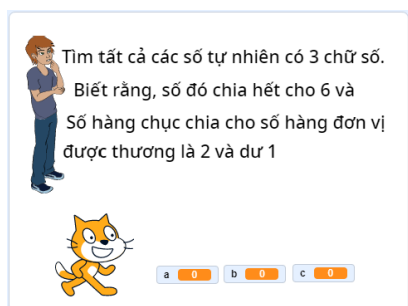 Tìm tất cả các số tự nhiên có 3 chữ số.
Biết rằng, số đó chia hết cho 6 và
Số hàng chục chia cho số hàng đơn vị
được thương là 2 và dư 1
a 0 b 0 c 0